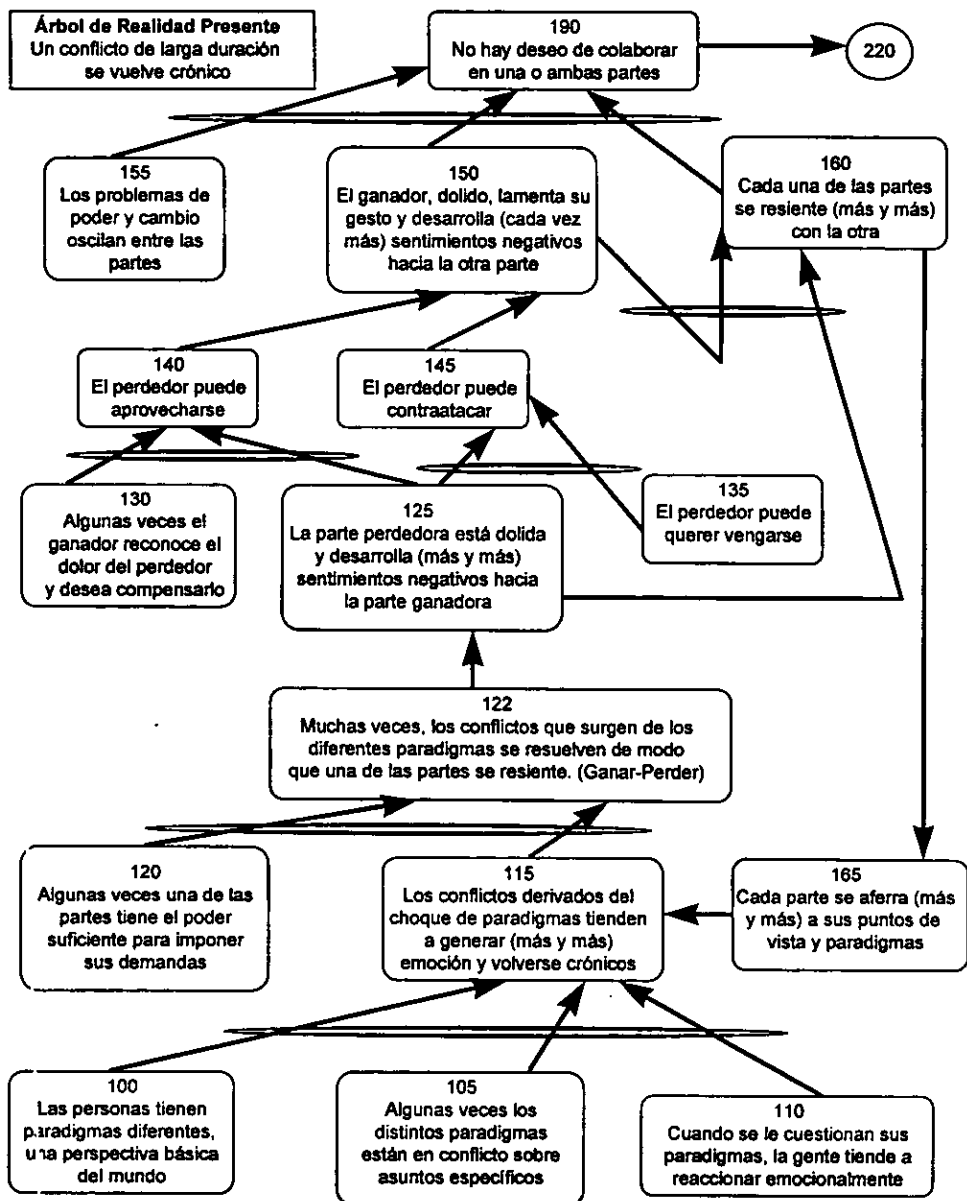 Árbol de Realidad Presente
Un conflicto de larga duración
se vuelve crónico
190
No hay deseo de colaborar
en una o ambas partes
220
155
Los problemas de
poder y cambio
oscilan entre las
partes
150
El ganador, dolido, lamenta su
gesto y desarrolla (cada vez
más) sentimientos negativos
hacia la otra parte
160
Cada una de las partes
se resiente (más y más)
con la otra
140
El perdedor puede
aprovecharse
145
El perdedor puede
contraatacar
130
Algunas veces el
ganador reconoce el
dolor del perdedor
y desea compensarlo
125
La parte perdedora está dolida
y desarrolla (más y más)
sentimientos negativos hacia
la parte ganadora
135
El perdedor puede
querer vengarse
122
Muchas veces, los conflictos que surgen de los
diferentes paradigmas se resuelven de modo
que una de las partes se resiente. (Ganar-Perder)
120
Algunas veces una de las
partes tiene el poder
suficiente para imponer
sus demandas
115
Los conflictos derivados del
choque de paradigmas tienden
a generar (más y más)
emoción y volverse crónicos
165
Cada parte se aferra (más
y más) a sus puntos de
vista y paradigmas
100
Las personas tienen
paradigmas diferentes,
una perspectiva básica
del mundo
105
Algunas veces los
distintos paradigmas
están en conflicto sobre
asuntos específicos
110
Cuando se le cuestionan sus
paradigmas, la gente tiende a
reaccionar emocionalmente